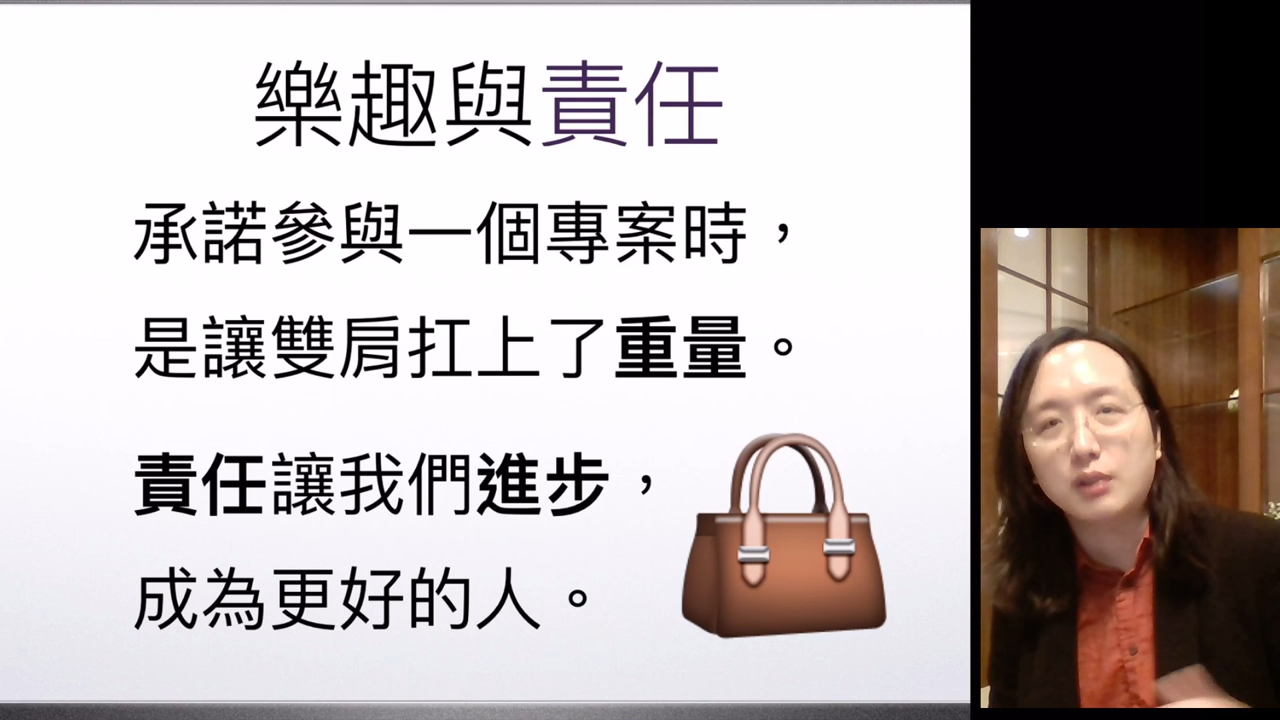 樂趣與責任
承諾參與一個專案時，
是讓雙肩扛上了重量。
責任讓我們進步，
成為更好的人。